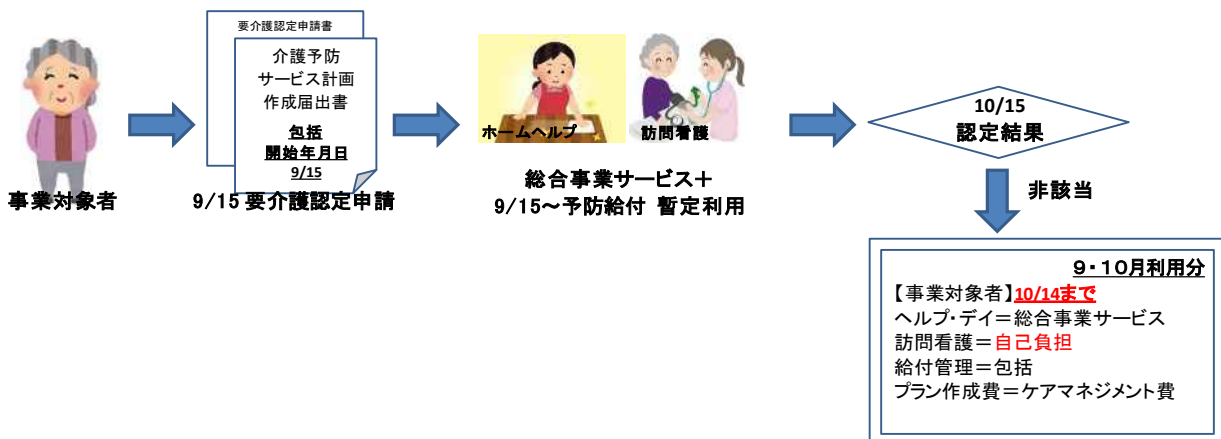 事業対象者
要介護認定申請書
介護予防
サービス計画
作成届出書
包括
開始年月日
9/15
9/15 要介護認定申請
ホームヘルプ
訪問看護
総合事業サービス＋
9/15～予防給付 暫定利用
10/15
認定結果
非該当
9・10月利用分
【事業対象者】10/14まで
ヘルプ・デイ＝総合事業サービス
訪問看護＝自己負担
給付管理＝包括
プラン作成費＝ケアマネジメント費